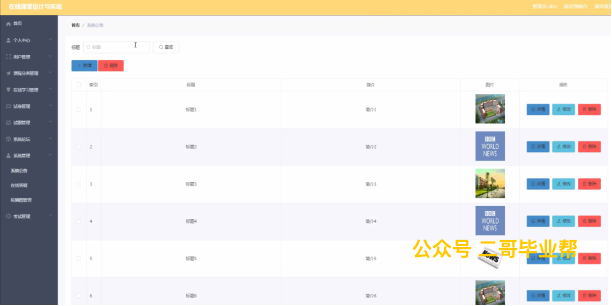 在线课堂设计与实现
首页 / 系统公告
首页
个人中心
用户管理
课程分类管理
在线学习管理
试卷管理
试题管理
系统论坛
系统管理
系统公告
在线客服
轮播图管理
考试管理
标题 标题 查询
新增 删除
索引 标题 简介 图片 操作
1 标题1 简介1 详情 修改 删除
2 标题2 简介2 BBC WORLD NEWS 详情 修改 删除
3 标题3 简介3 详情 修改 删除
4 标题4 简介4 BBC WORLD NEWS 详情 修改 删除
5 标题5 简介5 NEWS 详情 修改 删除
6 标题6 简介6 详情 修改 删除
公众号 二哥毕业帮